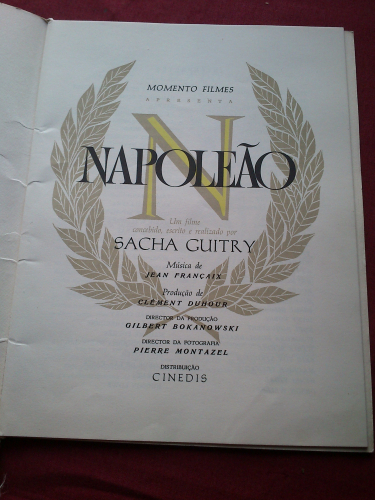 MOMENTO FILMES
APRESENTA
N
NAPOLEÃO
Um filme
concebido, escrito e realizado por
SACHA GUITRY
Música de
JEAN FRANÇAIX
Produção de
CLÉMENT DUHOUR
DIRECTOR DA PRODUÇÃO
GILBERT BOKANOWSKI
DIRECTOR DA FOTOGRAFIA
PIERRE MONTAZEL
DISTRIBUIÇÃO
CINEDIS